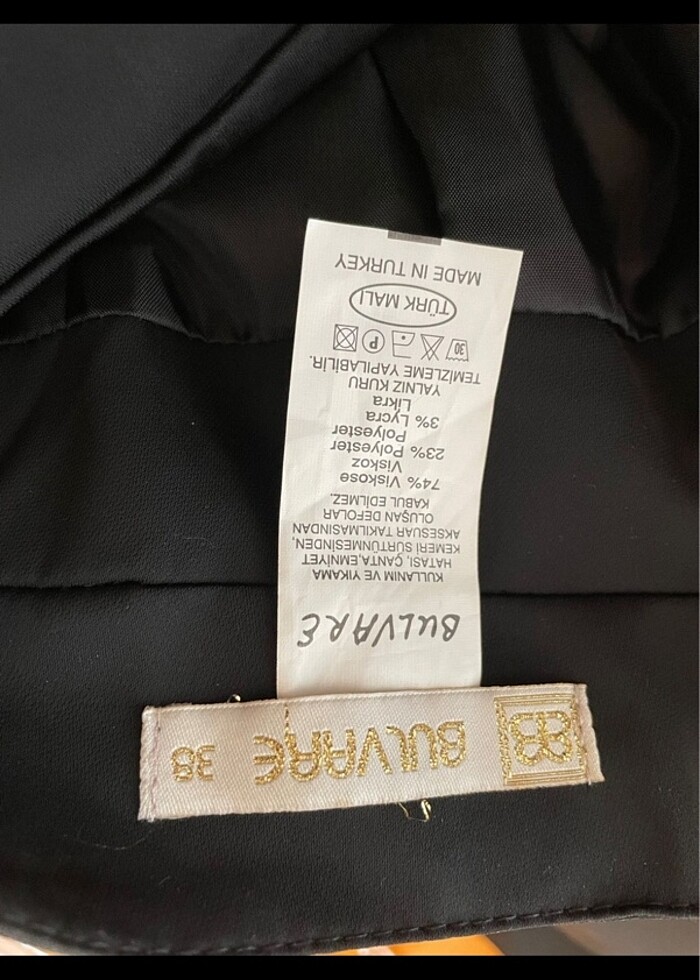 BB BULVARE 38
BULVARE
KULLANIM VE YIKAMA
HATASI, ÇANTA,EMNİYET
KEMERİ SÜRTÜNMESİNDEN,
AKSESUAR TAKILMASINDAN
OLUŞAN DEFOLAR
KABUL EDİLMEZ.
74% Viskose
Viskoz
23% Polyester
Polyester
3% Lycra
Likra
YALNIZ KURU
TEMİZLEME YAPILABİLİR.
30 P
TÜRK MALI
MADE IN TURKEY